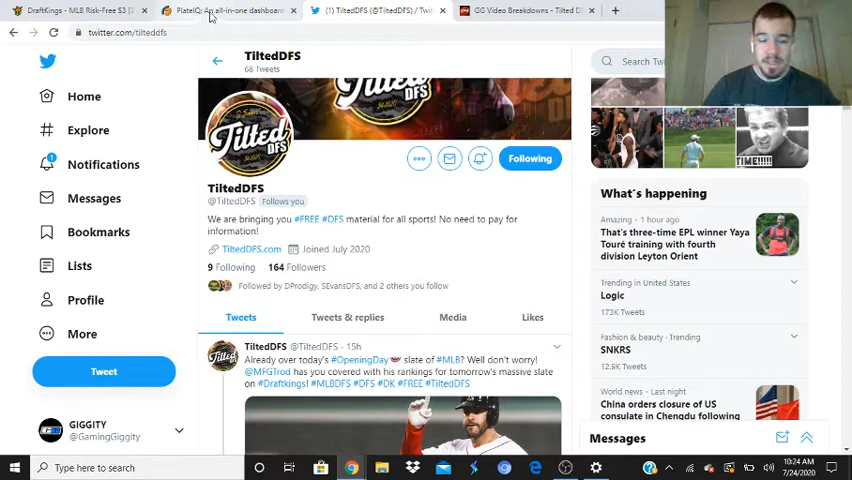 DraftKings - MLB Risk-Free $3 [3
PlateIQ: An all-in-one dashboard
(1) TiltedDFS (@TiltedDFS) / Twit
GG Video Breakdowns - Tilted D
twitter.com/tilteddfs
TiltedDFS
68 Tweets
Home
Explore
1
Notifications
Messages
Bookmarks
Lists
Profile
More
Tweet
GIGGITY
@GamingGiggity
Tilted
DFS
Tilted
DFS
Following
TiltedDFS
@TiltedDFS Follows you
We are bringing you #FREE #DFS material for all sports! No need to pay for
information!
TiltedDFS.com Joined July 2020
9 Following 164 Followers
Followed by DProdigy, SEvansDFS, and 2 others you follow
Tweets Tweets & replies Media Likes
TiltedDFS @TiltedDFS · 15h
Already over today's #OpeningDay slate of #MLB? Well don't worry!
@MFGTrod has you covered with his rankings for tomorrow's massive slate
on #Draftkings! #MLBDFS #DFS #DK #FREE #TiltedDFS
Search Twi
TIME!!!!!
What's happening
Amazing · 1 hour ago
That's three-time EPL winner Yaya
Touré training with fourth
division Leyton Orient
Trending in United States
Logic
173K Tweets
Fashion & beauty · Trending
SNKRS
12.8K Tweets
World news · Last night
China orders closure of US
consulate in Chengdu following
Messages
Type here to search
10:24 AM
7/24/2020